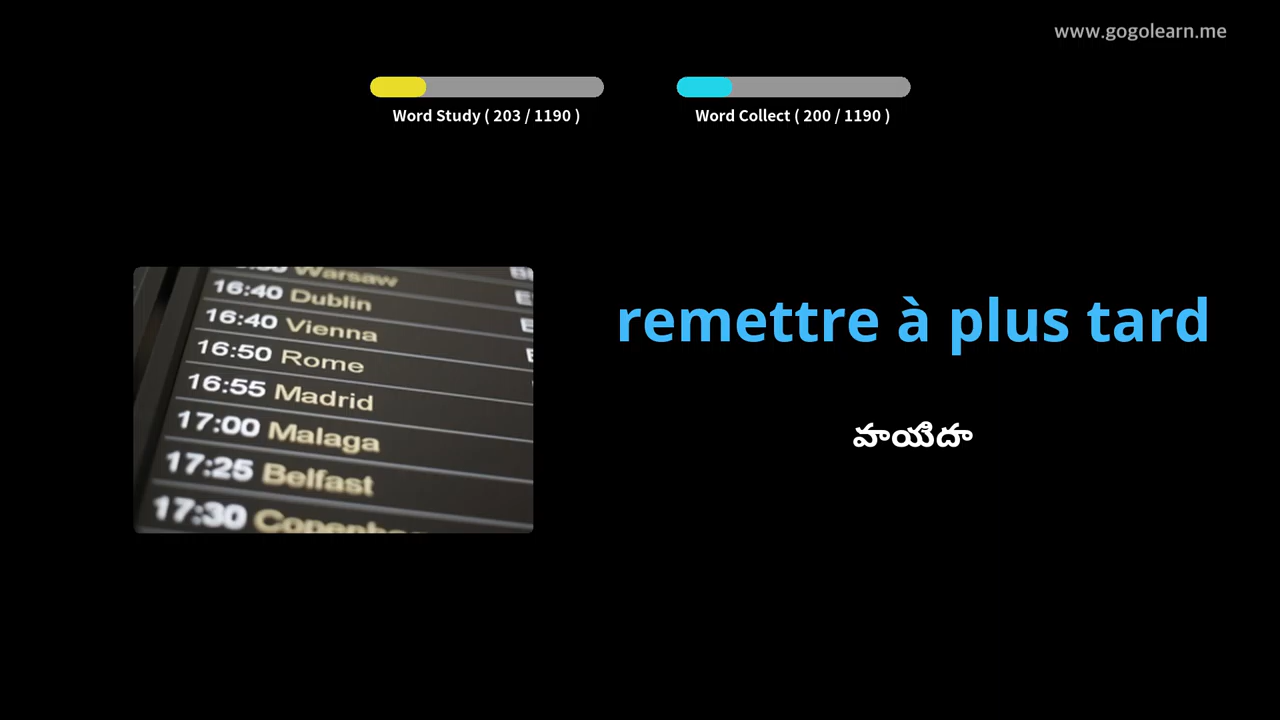 www.gogolearn.me
Word Study ( 203 / 1190 )
Word Collect ( 200 / 1190 )
Warsaw
16:40 Dublin
16:40 Vienna
16:50 Rome
16:55 Madrid
17:00 Malaga
17:25 Belfast
17:30
remettre à plus tard
వాయిదా